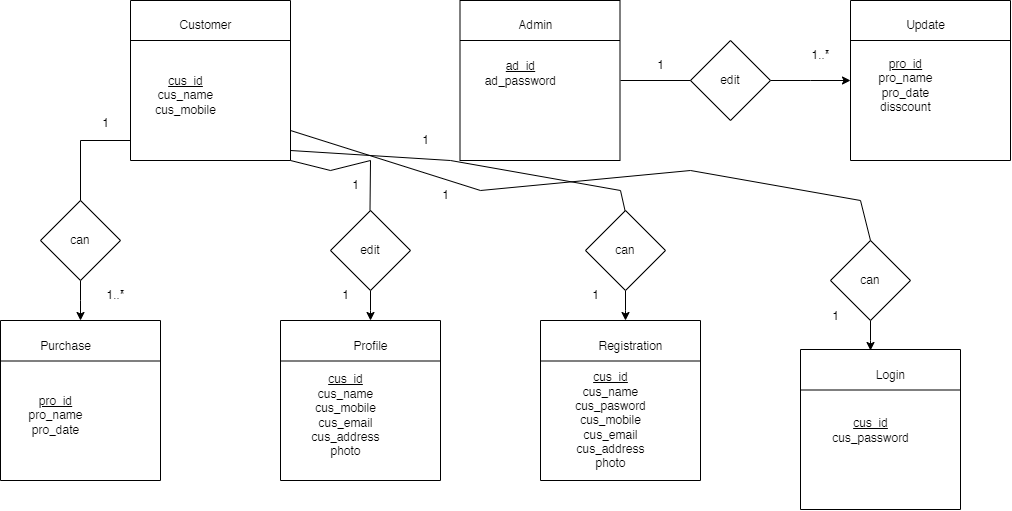 Customer
cus_id
cus_name
cus_mobile
Admin
ad_id
ad_password
1
edit
1..*
Update
pro_id
pro_name
pro_date
disscount
1
can
1..*
1
edit
1
1
can
1
1
can
1
Purchase
pro_id
pro_name
pro_date
Profile
cus_id
cus_name
cus_mobile
cus_email
cus_address
photo
Registration
cus_id
cus_name
cus_pasword
cus_mobile
cus_email
cus_address
photo
Login
cus_id
cus_password